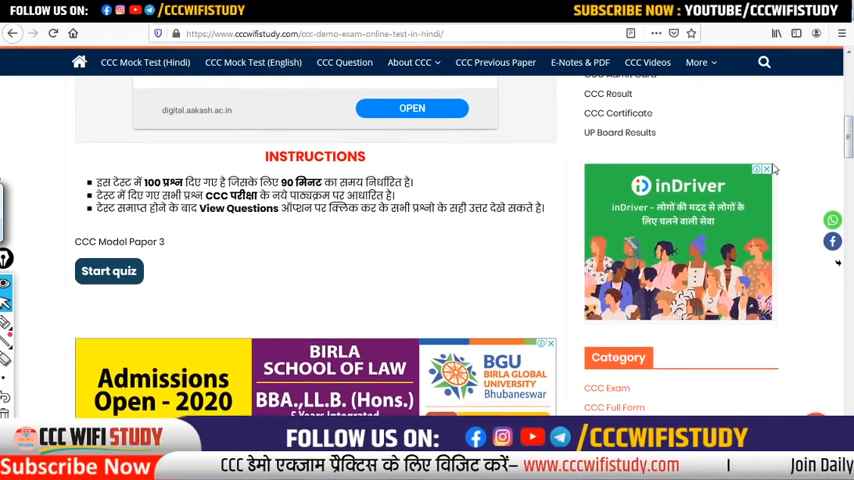 FOLLOW US ON: /CCCWIFISTUDY
SUBSCRIBE NOW : YOUTUBE/CCCWIFISTUDY
https://www.cccwifistudy.com/ccc-demo-exam-online-test-in-hindi/
CCC Mock Test (Hindi) CCC Mock Test (English) CCC Question About CCC CCC Previous Paper E-Notes & PDF CCC Videos More
digital.aakash.ac.in
OPEN
INSTRUCTIONS
इस टेस्ट में 100 प्रश्न दिए गए है जिसके लिए 90 मिनट का समय निर्धारित है।
टेस्ट में दिए गए सभी प्रश्न CCC परीक्षा के नये पाठ्यक्रम पर आधारित है।
टेस्ट समाप्त होने के बाद View Questions ऑप्शन पर क्लिक कर के सभी प्रश्नो के सही उत्तर देखे सकते है।
CCC Model Paper 3
Start quiz
CCC Admit Card
CCC Result
CCC Certificate
UP Board Results
inDriver
inDriver - लोगों की मदद से लोगों के
लिए चलने वाली सेवा
Admissions
Open - 2020
BIRLA
SCHOOL OF LAW
BBA.,LL.B. (Hons.)
5 Years Integrated
BGU
BIRLA GLOBAL
UNIVERSITY
Bhubaneswar
Category
CCC Exam
CCC Full Form
CCC WIFI STUDY
FOLLOW US ON: /CCCWIFISTUDY
Subscribe Now
CCC डेमो एक्जाम प्रैक्टिस के लिए विजिट करें– www.cccwifistudy.com I Join Daily